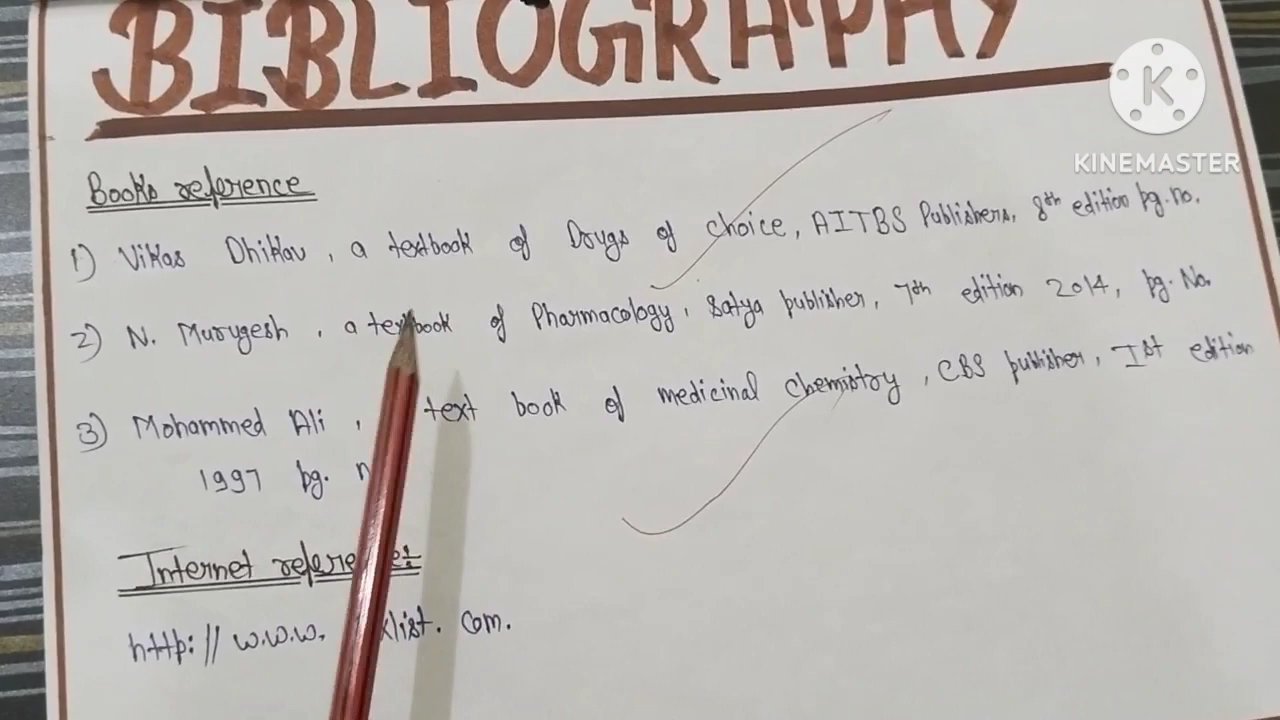 BIBLIOGRAPHY
K
KINEMASTER
Books reference
1) Vikas Dhikav, a textbook of Drugs of choice, AITBS Publishers, 8th edition pg.no.
2) N. Murugesh, a textbook of Pharmacology, Satya publisher, 7th edition 2014, pg. No.
3) Mohammed Ali, text book of medicinal chemistry, CBS publisher, Ist edition
1997 pg.
Internet
http:// w.w.w. list. com.